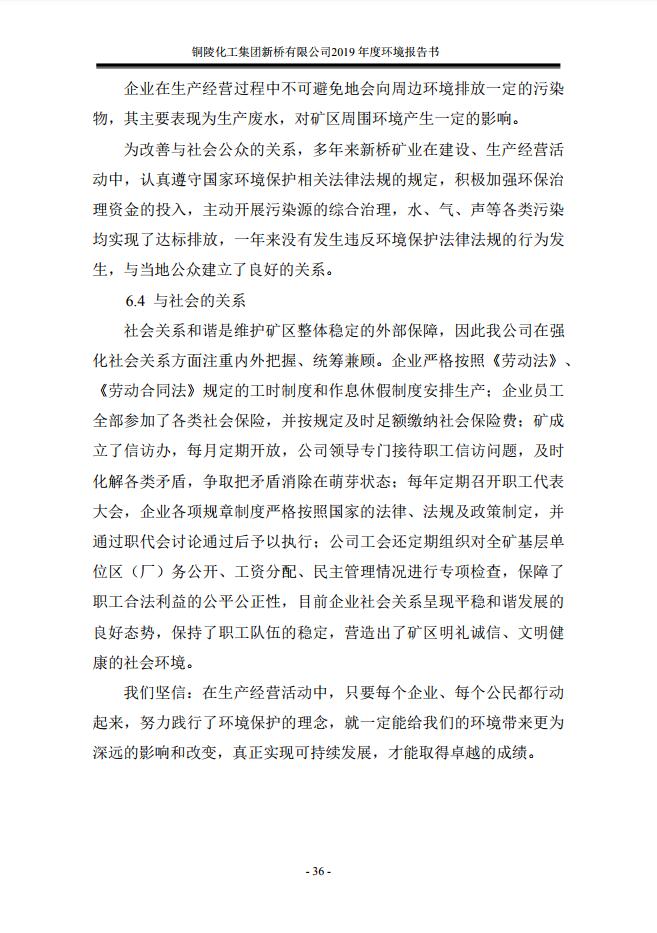 铜陵化工集团新桥有限公司2019 年度环境报告书
企业在生产经营过程中不可避免地会向周边环境排放一定的污染
物，其主要表现为生产废水，对矿区周围环境产生一定的影响。
为改善与社会公众的关系，多年来新桥矿业在建设、生产经营活
动中，认真遵守国家环境保护相关法律法规的规定，积极加强环保治
理资金的投入，主动开展污染源的综合治理，水、气、声等各类污染
均实现了达标排放，一年来没有发生违反环境保护法律法规的行为发
生，与当地公众建立了良好的关系。
6.4 与社会的关系
社会关系和谐是维护矿区整体稳定的外部保障，因此我公司在强
化社会关系方面注重内外把握、统筹兼顾。企业严格按照《劳动法》、
《劳动合同法》规定的工时制度和作息休假制度安排生产；企业员工
全部参加了各类社会保险，并按规定及时足额缴纳社会保险费；矿成
立了信访办，每月定期开放，公司领导专门接待职工信访问题，及时
化解各类矛盾，争取把矛盾消除在萌芽状态；每年定期召开职工代表
大会，企业各项规章制度严格按照国家的法律、法规及政策制定，并
通过职代会讨论通过后予以执行；公司工会还定期组织对全矿基层单
位区（厂）务公开、工资分配、民主管理情况进行专项检查，保障了
职工合法利益的公平公正性，目前企业社会关系呈现平稳和谐发展的
良好态势，保持了职工队伍的稳定，营造出了矿区明礼诚信、文明健
康的社会环境。
我们坚信：在生产经营活动中，只要每个企业、每个公民都行动
起来，努力践行了环境保护的理念，就一定能给我们的环境带来更为
深远的影响和改变，真正实现可持续发展，才能取得卓越的成绩。
- 36 -